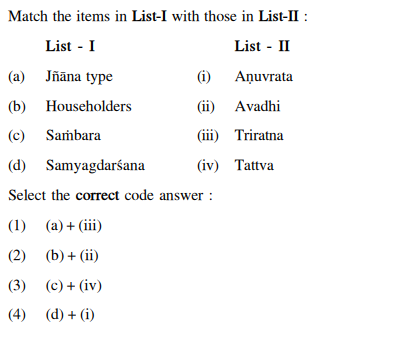 Match the items in List-I with those in List-II :
List - I List - II
(a) Jñāna type (i) Aṇuvrata
(b) Householders (ii) Avadhi
(c) Saṁbara (iii) Triratna
(d) Samyagdarśana (iv) Tattva
Select the correct code answer :
(1) (a) + (iii)
(2) (b) + (ii)
(3) (c) + (iv)
(4) (d) + (i)